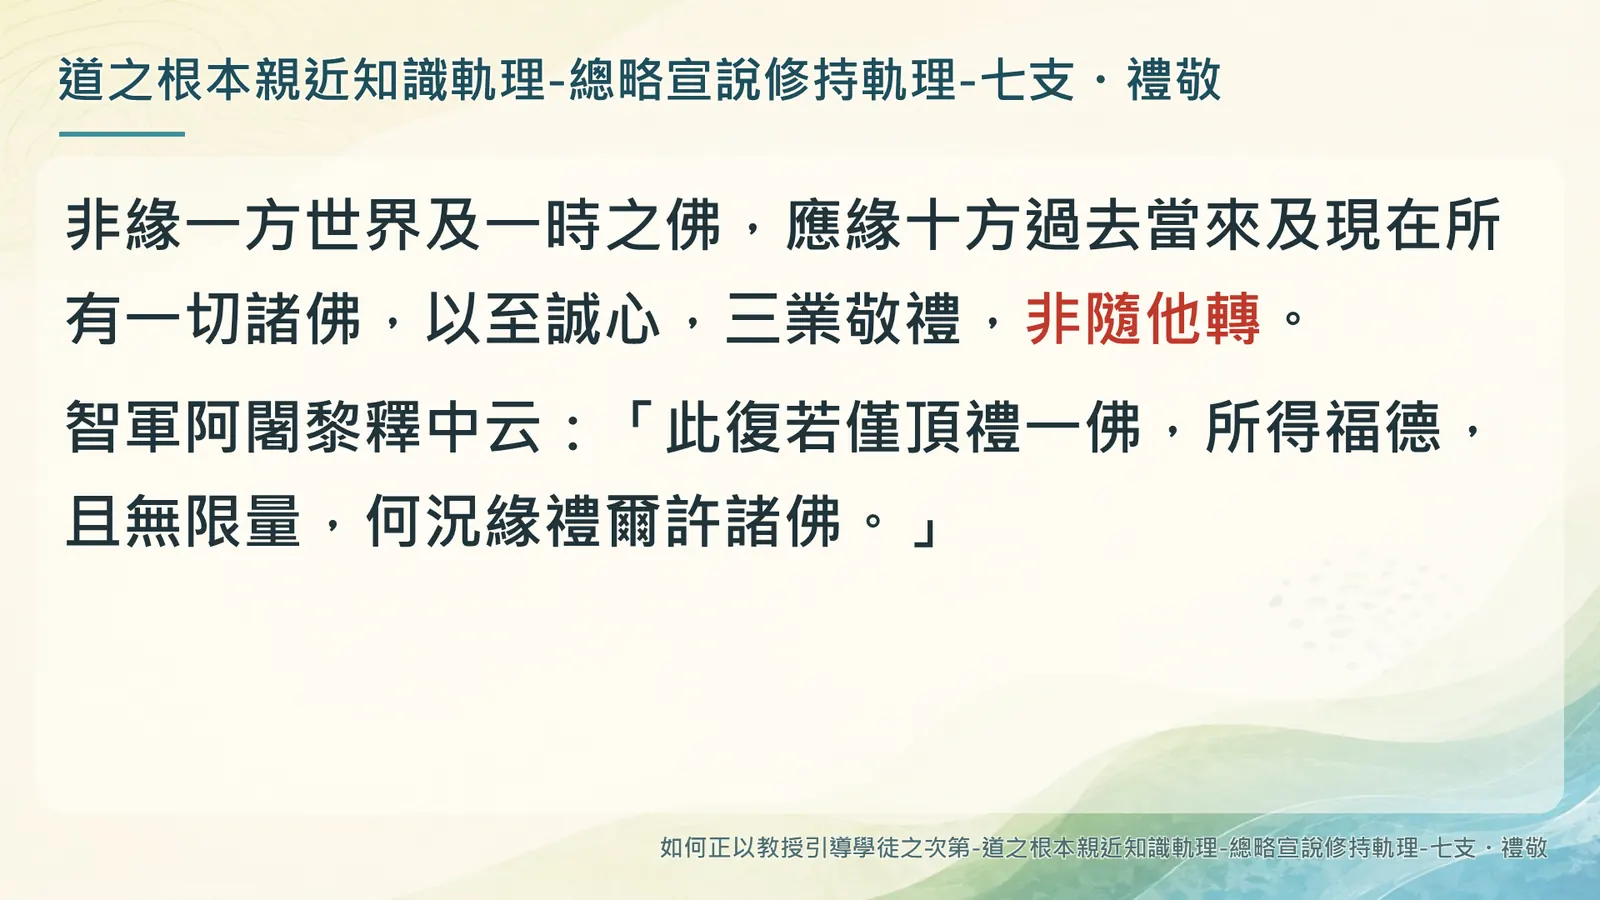 道之根本親近知識軌理-總略宣說修持軌理-七支．禮敬
非緣一方世界及一時之佛，應緣十方過去當來及現在所
有一切諸佛，以至誠心，三業敬禮，非隨他轉。
智軍阿闍黎釋中云：「此復若僅頂禮一佛，所得福德，
且無限量，何況緣禮爾許諸佛。」
如何正以教授引導學徒之次第-道之根本親近知識軌理-總略宣說修持軌理-七支．禮敬